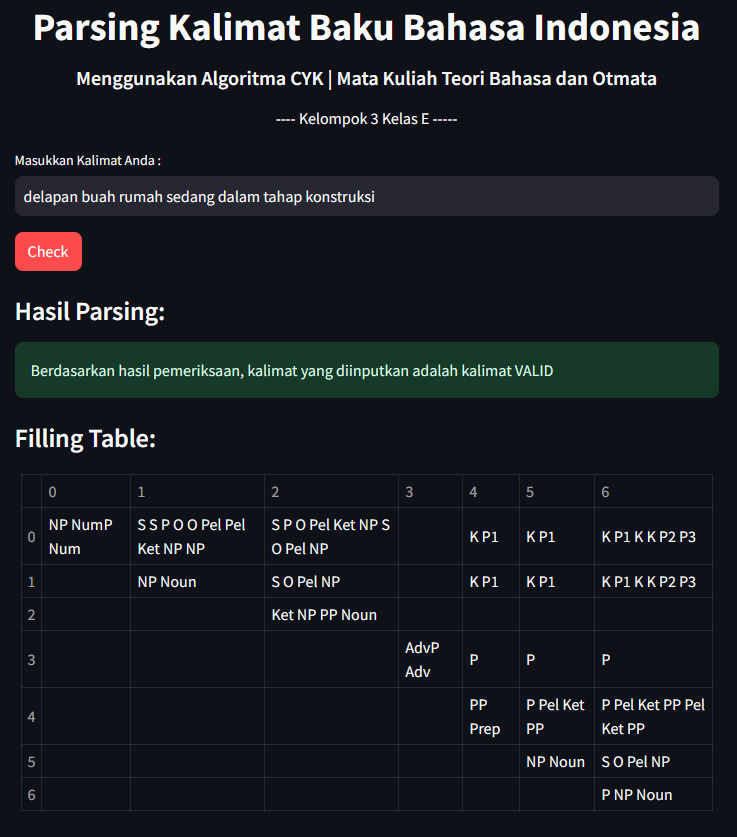 Parsing Kalimat Baku Bahasa Indonesia
Menggunakan Algoritma CYK | Mata Kuliah Teori Bahasa dan Otmata
---- Kelompok 3 Kelas E -----
Masukkan Kalimat Anda :
delapan buah rumah sedang dalam tahap konstruksi
Check
Hasil Parsing:
Berdasarkan hasil pemeriksaan, kalimat yang diinputkan adalah kalimat VALID
Filling Table:
0 1 2 3 4 5 6
0 NP NumP Num S S P O O Pel Pel Ket NP NP S P O Pel Ket NP S O Pel NP K P1 K P1 K P1 K K P2 P3
1 NP Noun S O Pel NP K P1 K P1 K P1 K K P2 P3
2 Ket NP PP Noun
3 AdvP Adv P P P
4 PP Prep P Pel Ket PP P Pel Ket PP Pel Ket PP
5 NP Noun S O Pel NP
6 P NP Noun